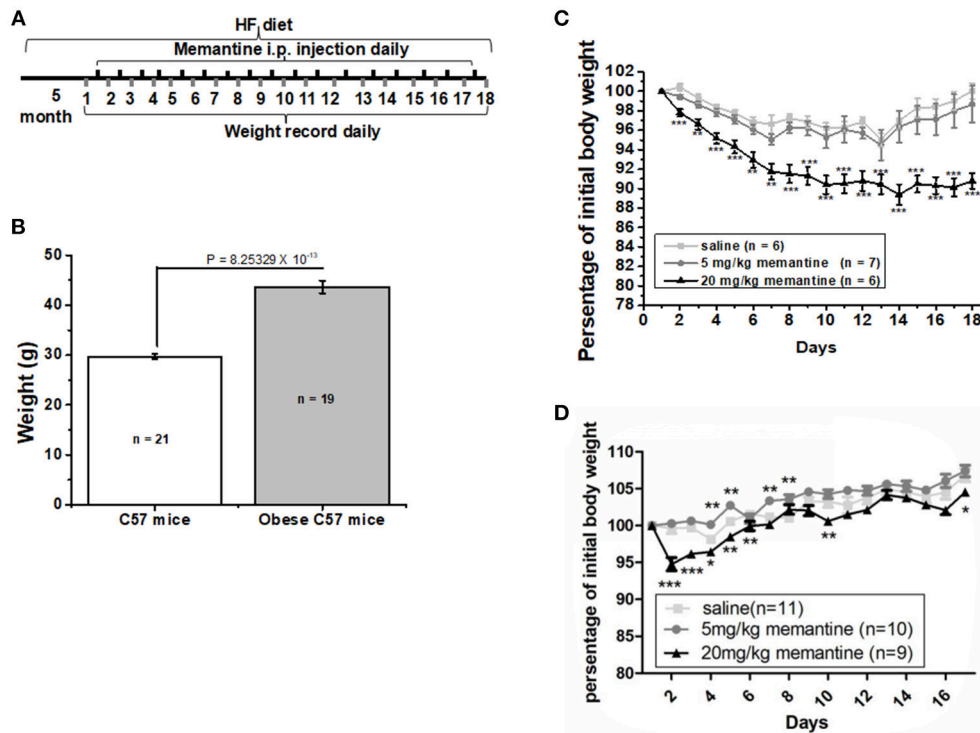 A
HF diet
Memantine i.p. injection daily
5 month
1 2 3 4 5 6 7 8 9 10 11 12 13 14 15 16 17 18
Weight record daily
B
P = 8.25329 X 10-13
Weight (g)
50
40
30
20
10
0
n = 21
n = 19
C57 mice
Obese C57 mice
C
Persentage of initial body weight
102
100
98
96
94
92
90
88
86
84
82
80
78
*** ** *** *** ** ** *** *** *** *** *** *** *** *** *** *** ***
saline (n = 6)
5 mg/kg memantine (n = 7)
20 mg/kg memantine (n = 6)
0 2 4 6 8 10 12 14 16 18
Days
D
persentage of initial body weight
110
105
100
95
90
85
80
** ** ** **
*** *** * ** ** ** *
saline(n=11)
5mg/kg memantine (n=10)
20mg/kg memantine (n=9)
2 4 6 8 10 12 14 16
Days